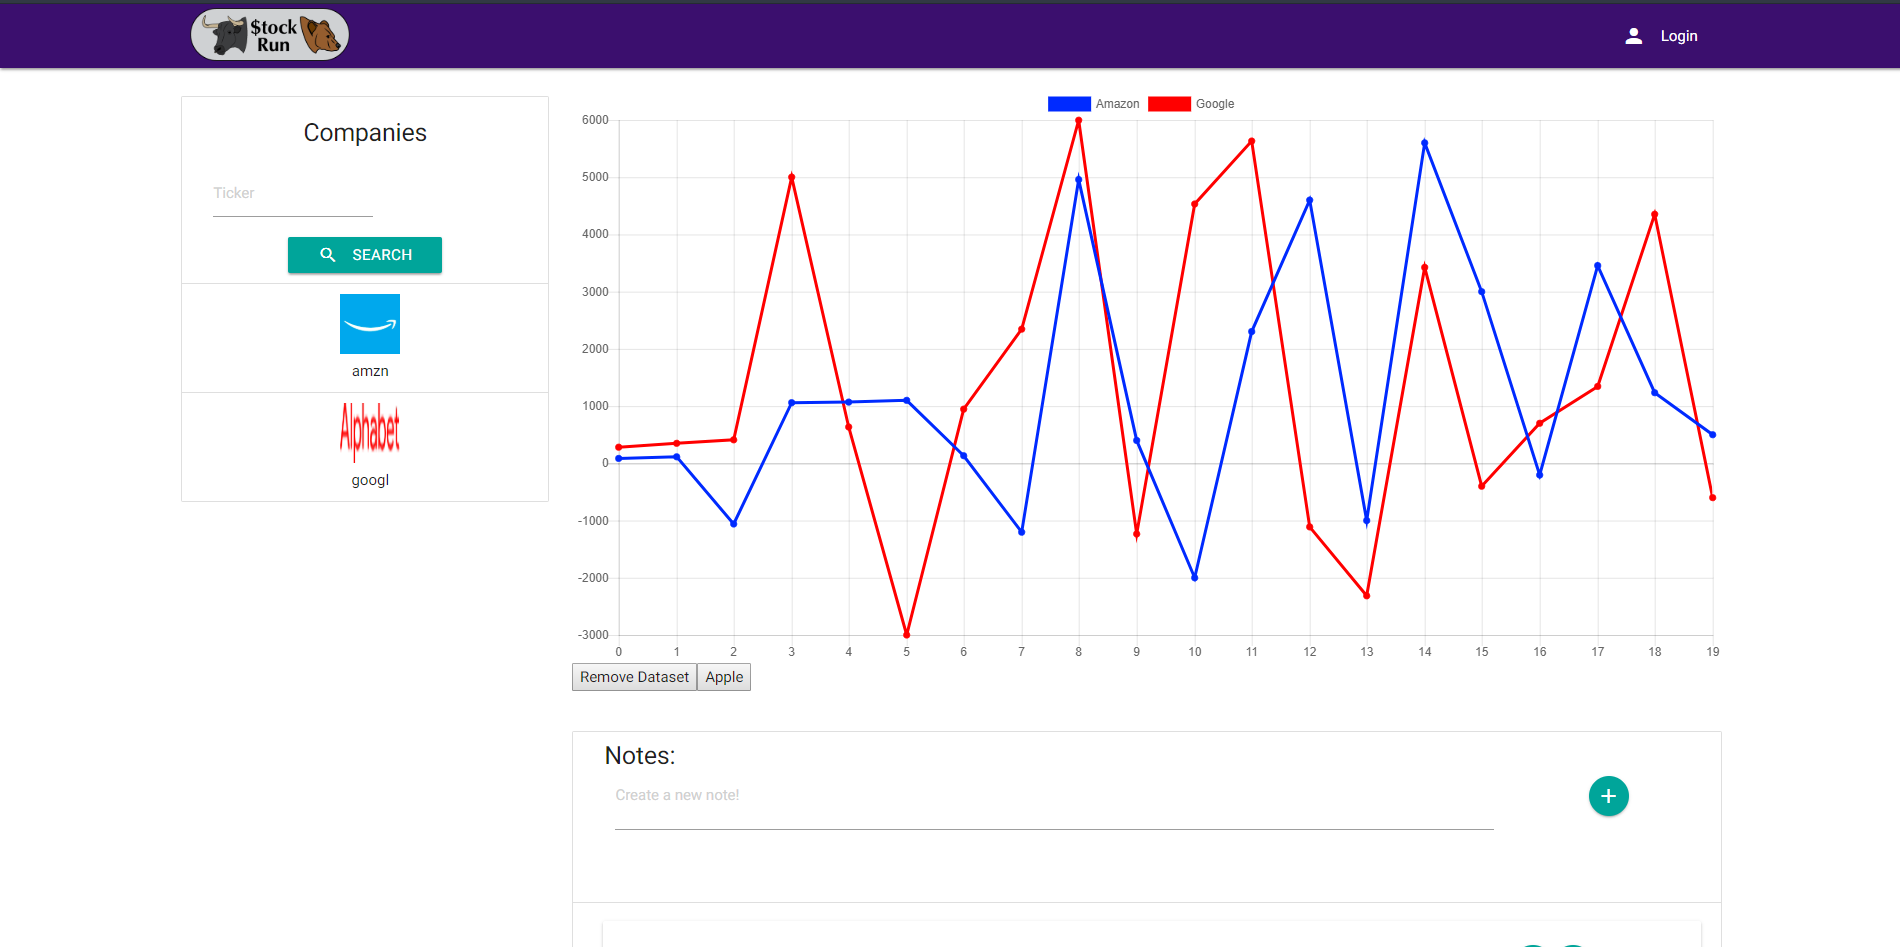 $tock
Run
Login
Companies
Ticker
SEARCH
amzn
Alphabet
googl
Amazon Google
6000
5000
4000
3000
2000
1000
0
-1000
-2000
-3000
0 1 2 3 4 5 6 7 8 9 10 11 12 13 14 15 16 17 18 19
Remove Dataset Apple
Notes:
Create a new note!